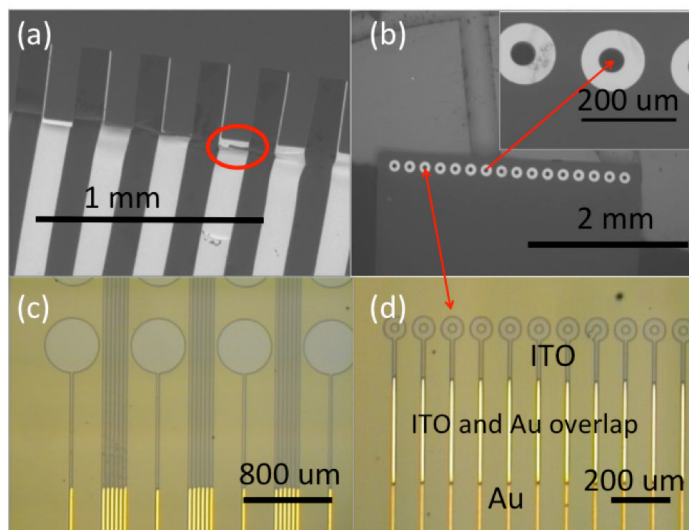 (a)
1 mm
(b)
200 um
2 mm
(c)
800 um
(d)
ITO
ITO and Au overlap
Au
200 um